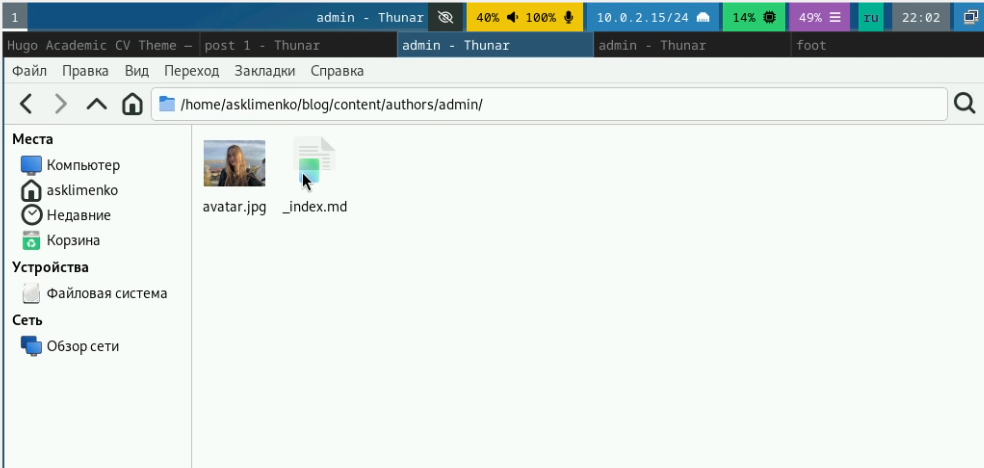 1 admin - Thunar 40% 100% 10.0.2.15/24 14% 49% ru 22:02
Hugo Academic CV Theme — post 1 - Thunar admin - Thunar admin - Thunar foot
Файл Правка Вид Переход Закладки Справка
/home/asklimenko/blog/content/authors/admin/
Места
Компьютер
asklimenko
Недавние
Корзина
Устройства
Файловая система
Сеть
Обзор сети
avatar.jpg _index.md